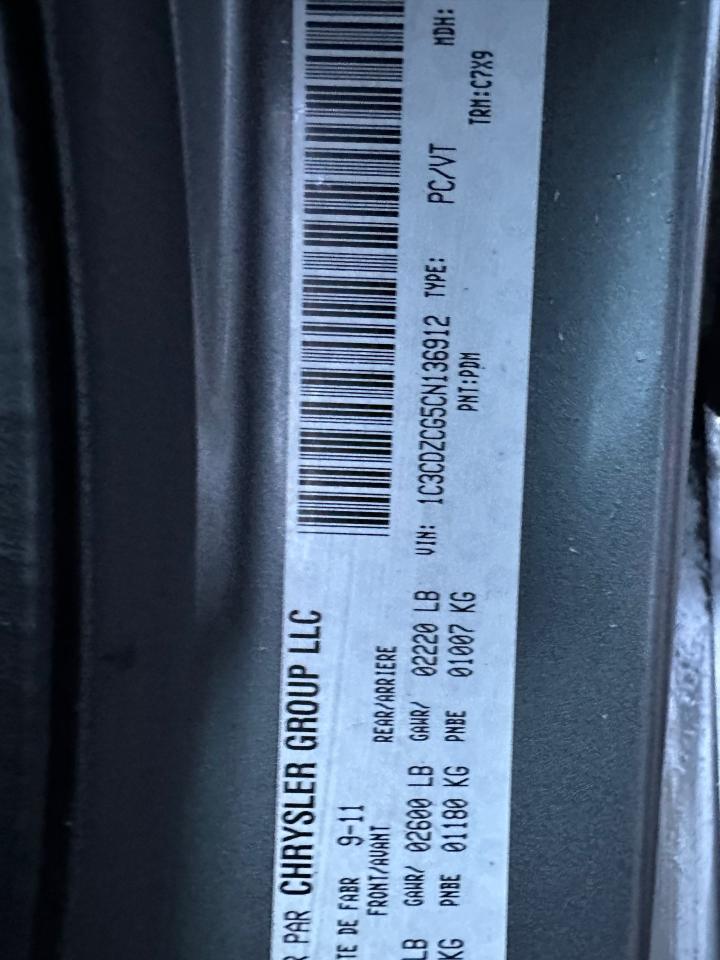 R PAR CHRYSLER GROUP LLC
TE DE FABR 9-11
FRONT/AVANT REAR/ARRIERE
LB GAWR/ 02600 LB GAWR/ 02220 LB VIN: 1C3CDZCG5CN136912 TYPE: PC/VT MDH:
KG PNBE 01180 KG PNBE 01007 KG PNT:PDM TRM:C7X9